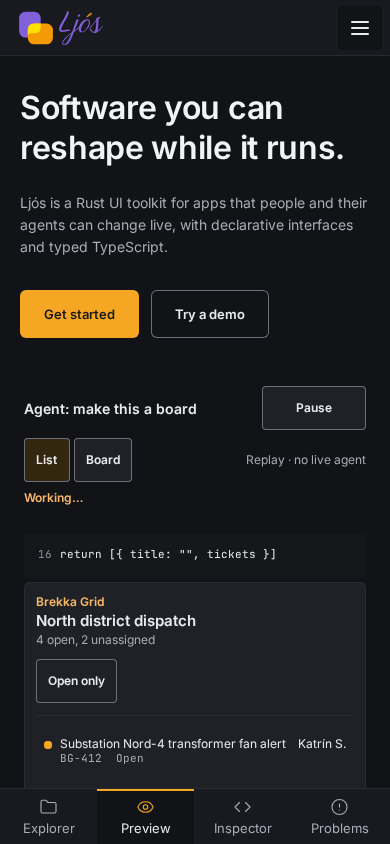 Ljós
Software you can
reshape while it runs.
Ljós is a Rust UI toolkit for apps that people and their
agents can change live, with declarative interfaces
and typed TypeScript.
Get started
Try a demo
Agent: make this a board
Pause
List
Board
Replay · no live agent
Working…
16 return [{ title: "", tickets }]
Brekka Grid
North district dispatch
4 open, 2 unassigned
Open only
Substation Nord-4 transformer fan alert Katrín S.
BG-412 Open
Explorer
Preview
Inspector
Problems